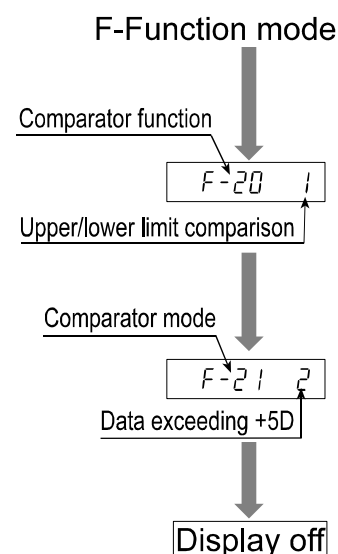 F-Function mode
Comparator function
F-20 1
Upper/lower limit comparison
Comparator mode
F-21 2
Data exceeding +5D
Display off